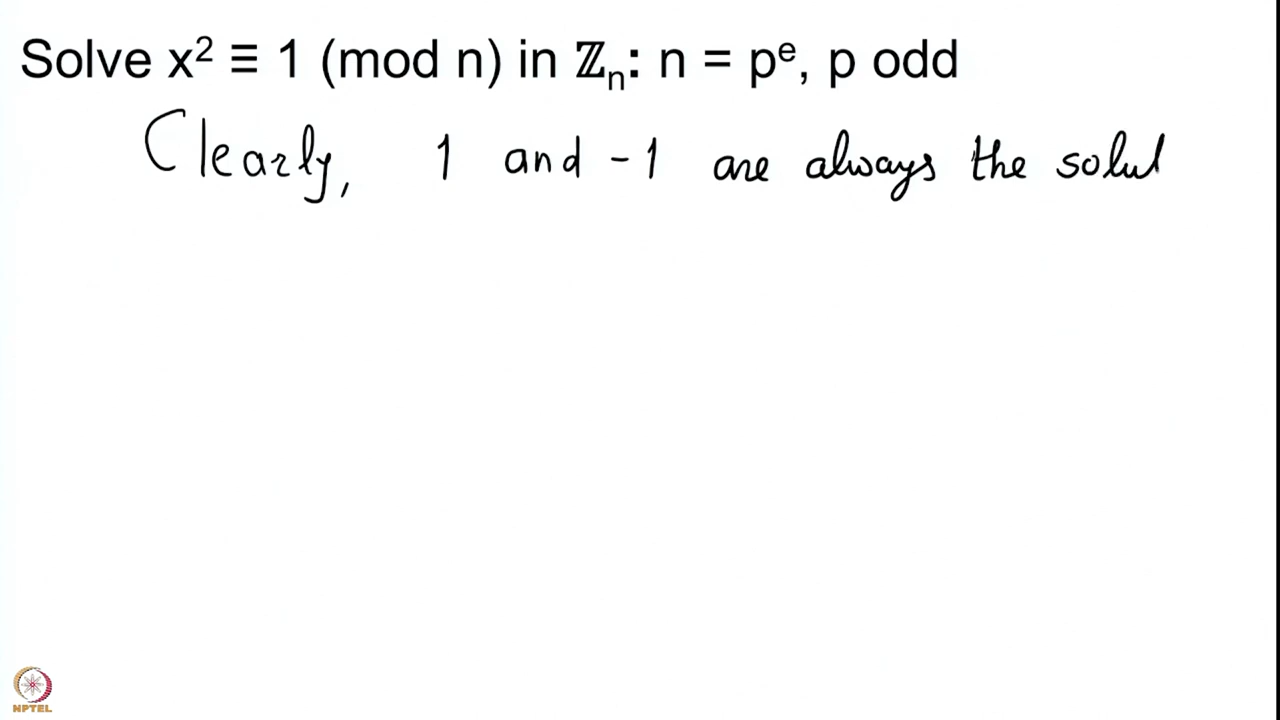 Solve x² ≡ 1 (mod n) in ℤₙ: n = pᵉ, p odd
Clearly, 1 and -1 are always the solut
NPTEL